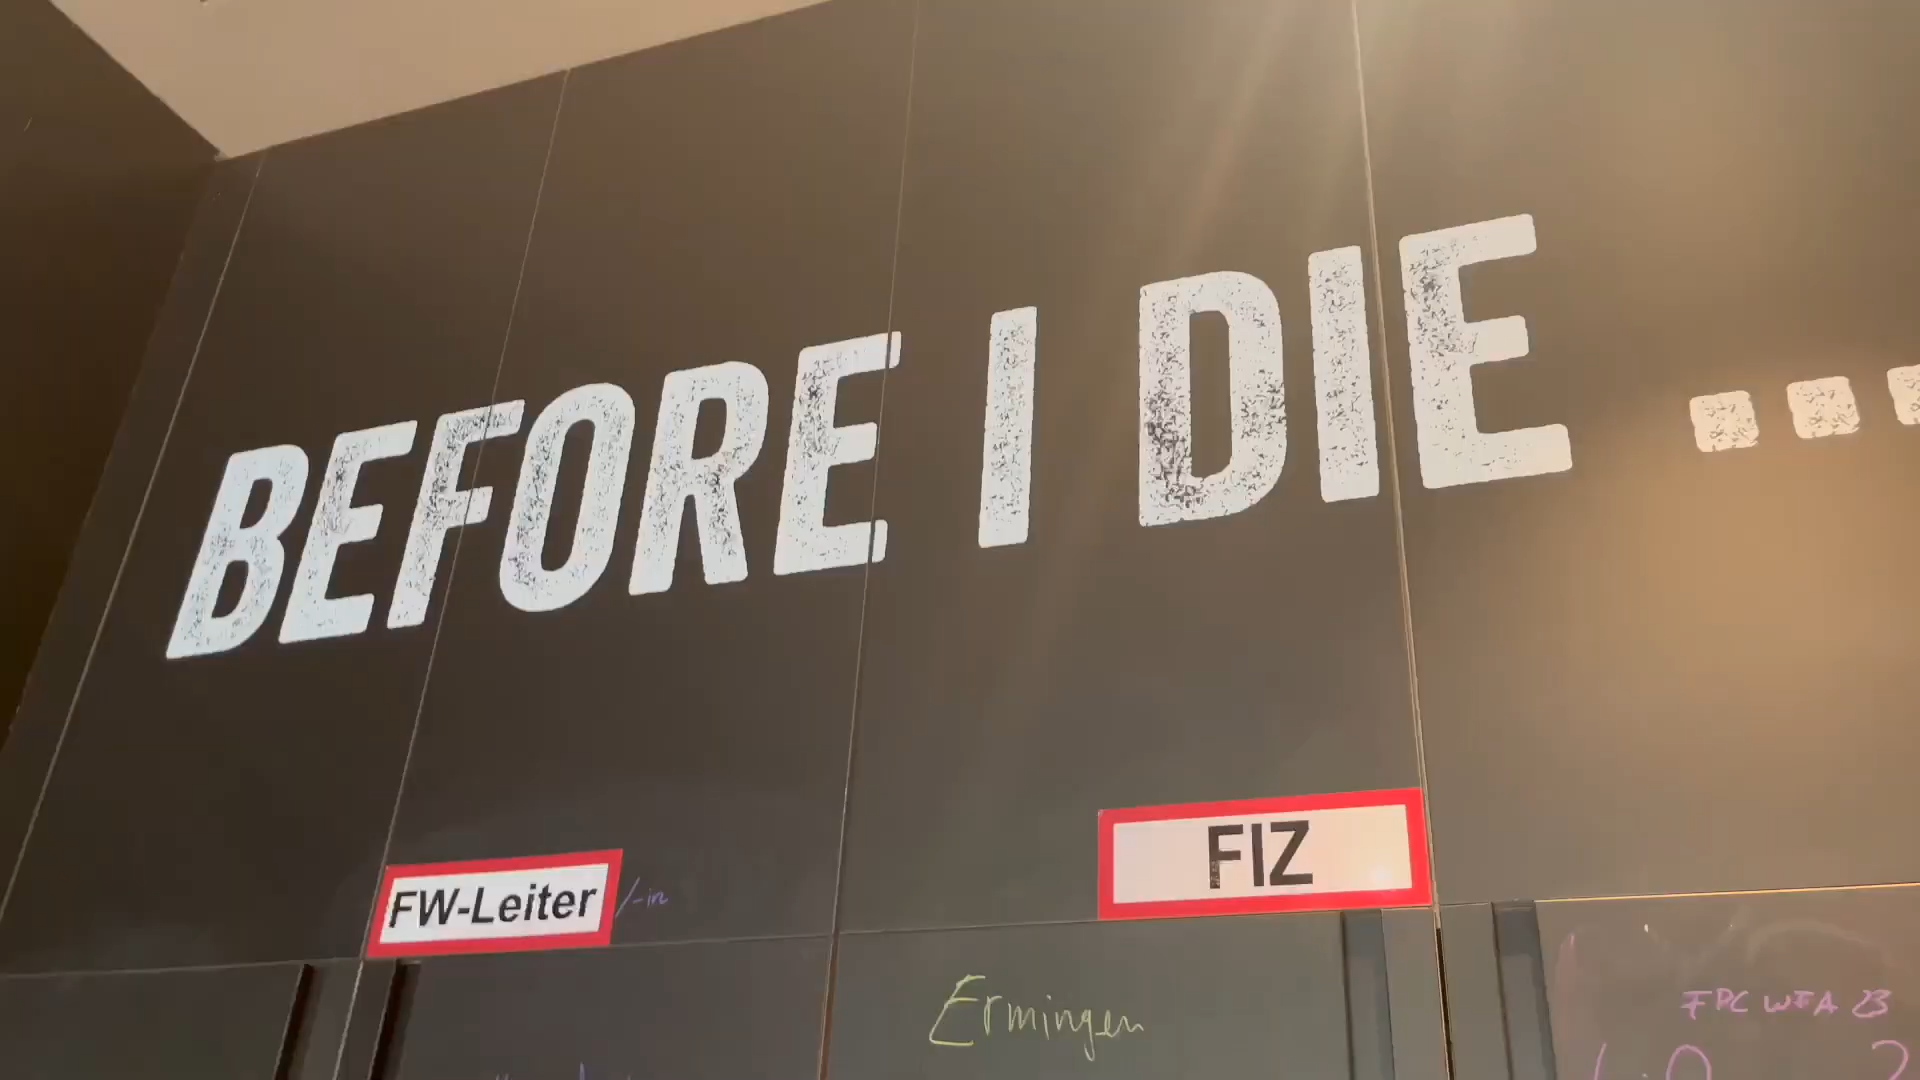 BEFORE I DIE ...
FW-Leiter /-in
FIZ
Ermingen
FPC WFA 23